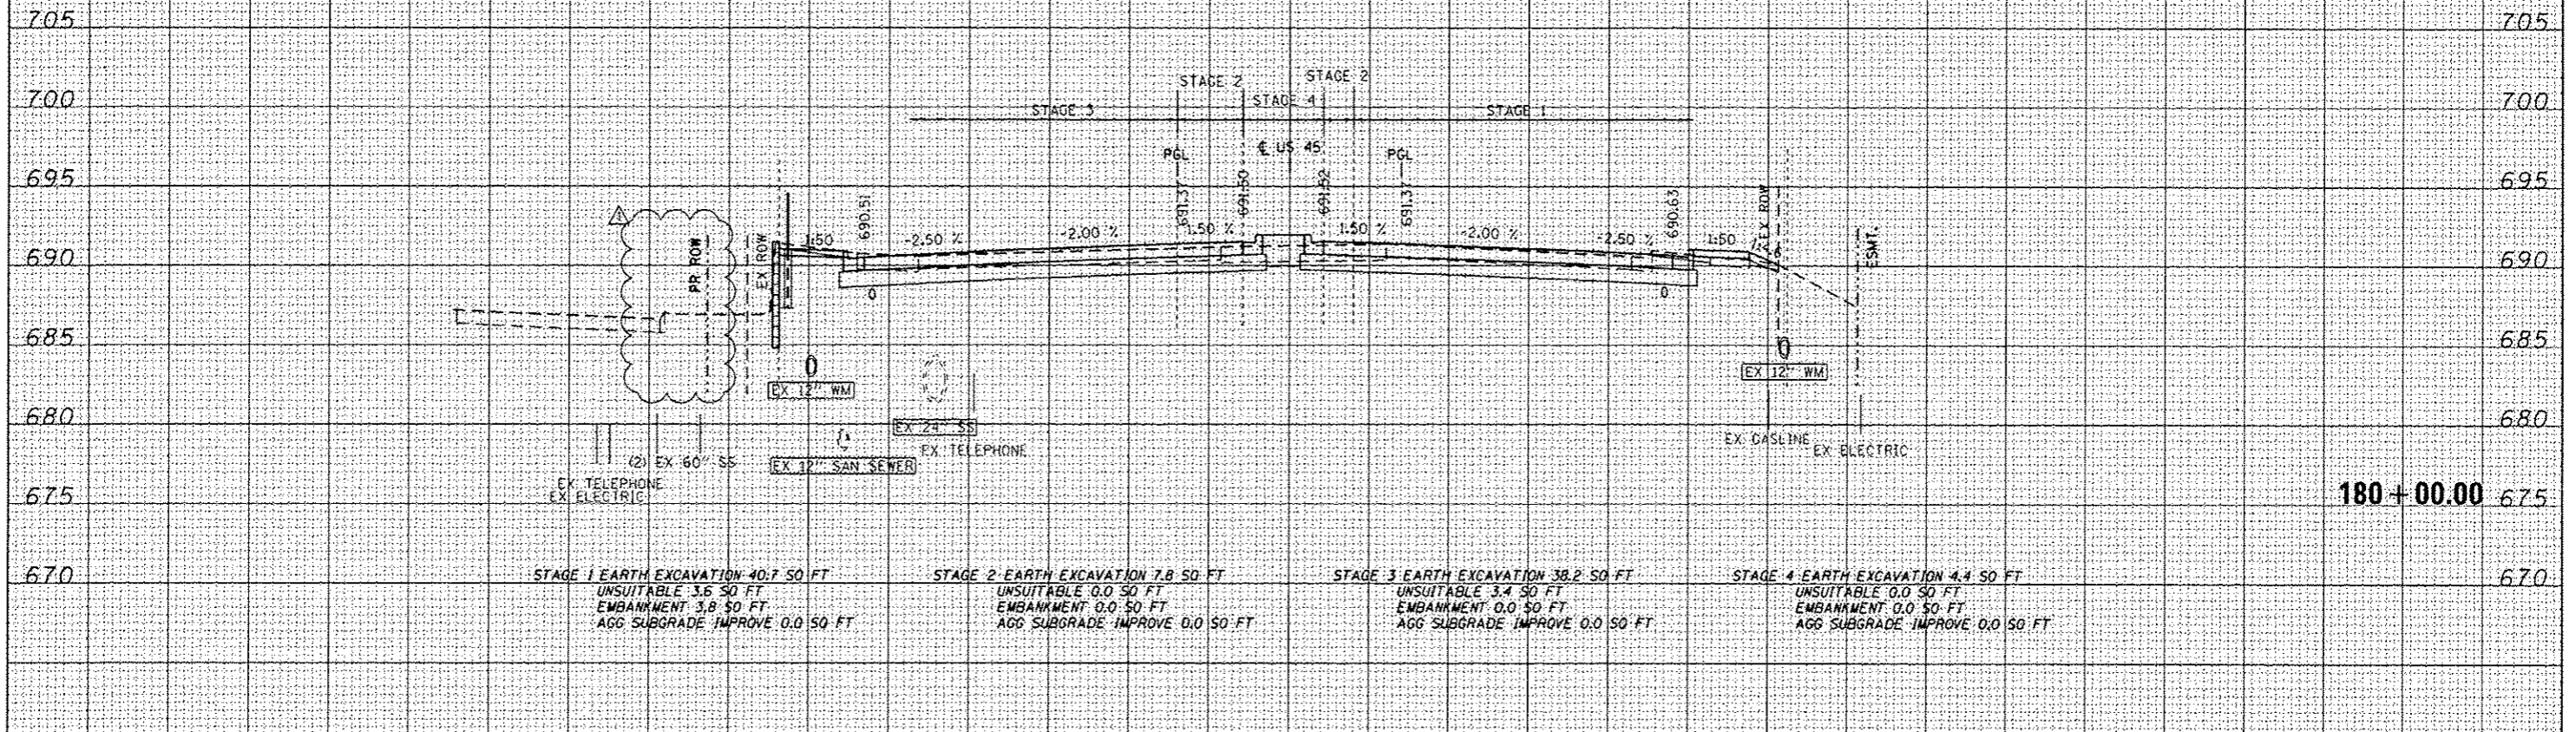 705 705
STAGE 2 STAGE 2
700 STAGE 4 700
STAGE 3 STAGE 1
PGL ℄ US 45 PGL
695 695
690.51 691.37 691.50 691.52 691.37 690.63
PR ROW EX ROW EX ROW ESMT.
1:50 -2.50 % -2.00 % 1.50 % 1.50 % -2.00 % -2.50 % 1:50
690 690
0 0
685 685
EX 12" WM EX 12" WM
680 680
EX 24" SS
EX GASLINE
EX TELEPHONE EX ELECTRIC
(2) EX 60" SS EX 12" SAN SEWER
EX TELEPHONE
EX ELECTRIC
675 180+00.00 675
670 670
STAGE 1 EARTH EXCAVATION 40.7 SQ FT
UNSUITABLE 3.6 SQ FT
EMBANKMENT 3.8 SQ FT
AGG SUBGRADE IMPROVE 0.0 SQ FT
STAGE 2 EARTH EXCAVATION 7.8 SQ FT
UNSUITABLE 0.0 SQ FT
EMBANKMENT 0.0 SQ FT
AGG SUBGRADE IMPROVE 0.0 SQ FT
STAGE 3 EARTH EXCAVATION 38.2 SQ FT
UNSUITABLE 3.4 SQ FT
EMBANKMENT 0.0 SQ FT
AGG SUBGRADE IMPROVE 0.0 SQ FT
STAGE 4 EARTH EXCAVATION 4.4 SQ FT
UNSUITABLE 0.0 SQ FT
EMBANKMENT 0.0 SQ FT
AGG SUBGRADE IMPROVE 0.0 SQ FT